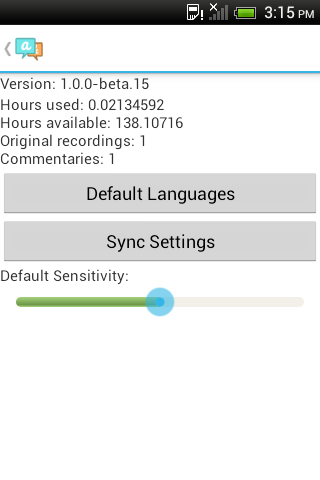 3:15 PM
Version: 1.0.0-beta.15
Hours used: 0.02134592
Hours available: 138.10716
Original recordings: 1
Commentaries: 1
Default Languages
Sync Settings
Default Sensitivity: